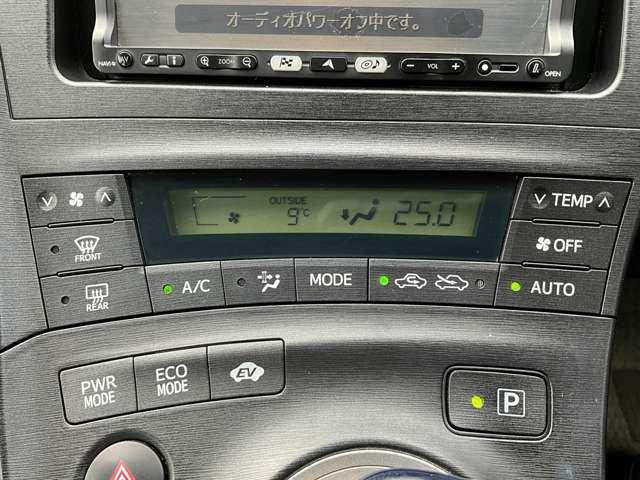 オーディオパワーオフ中です。
NAVI
ZOOM
VOL
OPEN
OUTSIDE
9℃
25.0
TEMP
FRONT
OFF
REAR
A/C
MODE
AUTO
PWR
MODE
ECO
MODE
EV
P